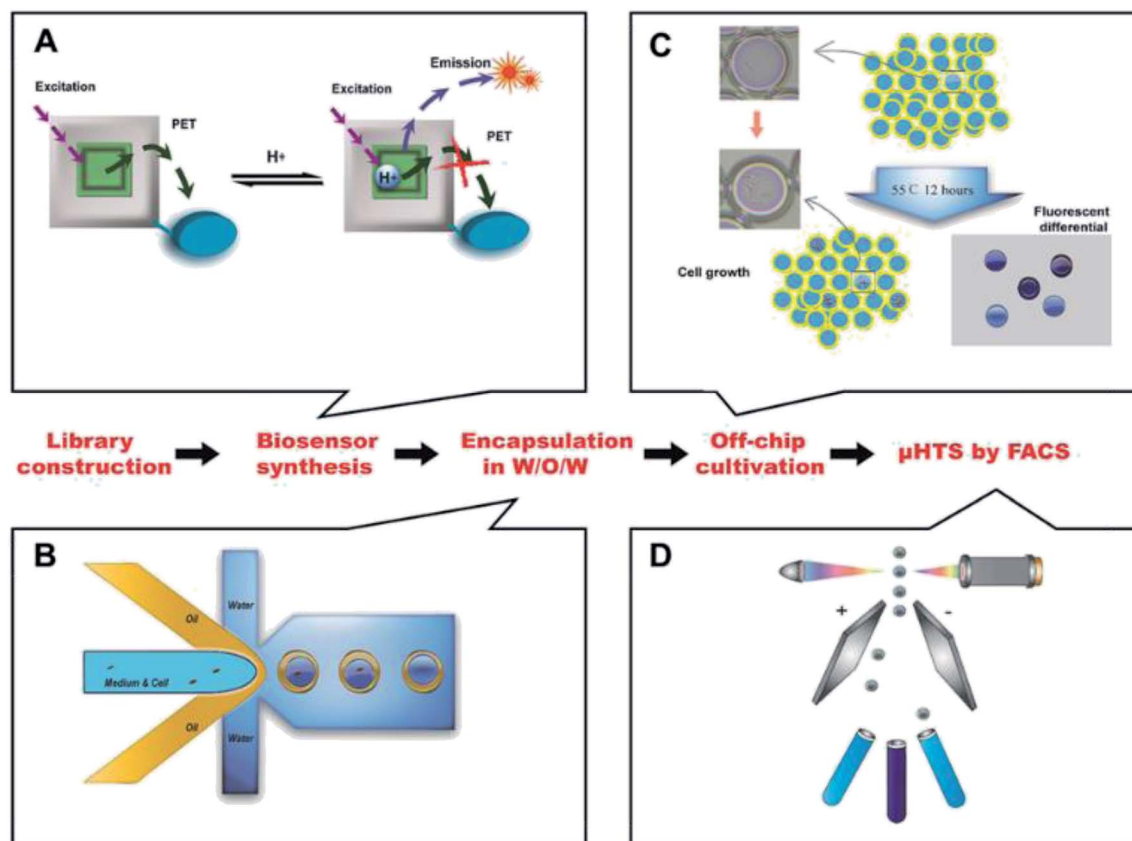 A
Excitation
PET
H+
Excitation
Emission
PET
H+
C
55C 12 hours
Fluorescent
differential
Cell growth
Library
construction
Biosensor
synthesis
Encapsulation
in W/O/W
Off-chip
cultivation
µHTS by FACS
B
Oil
Water
Medium & Cell
Oil
Water
D
+
-